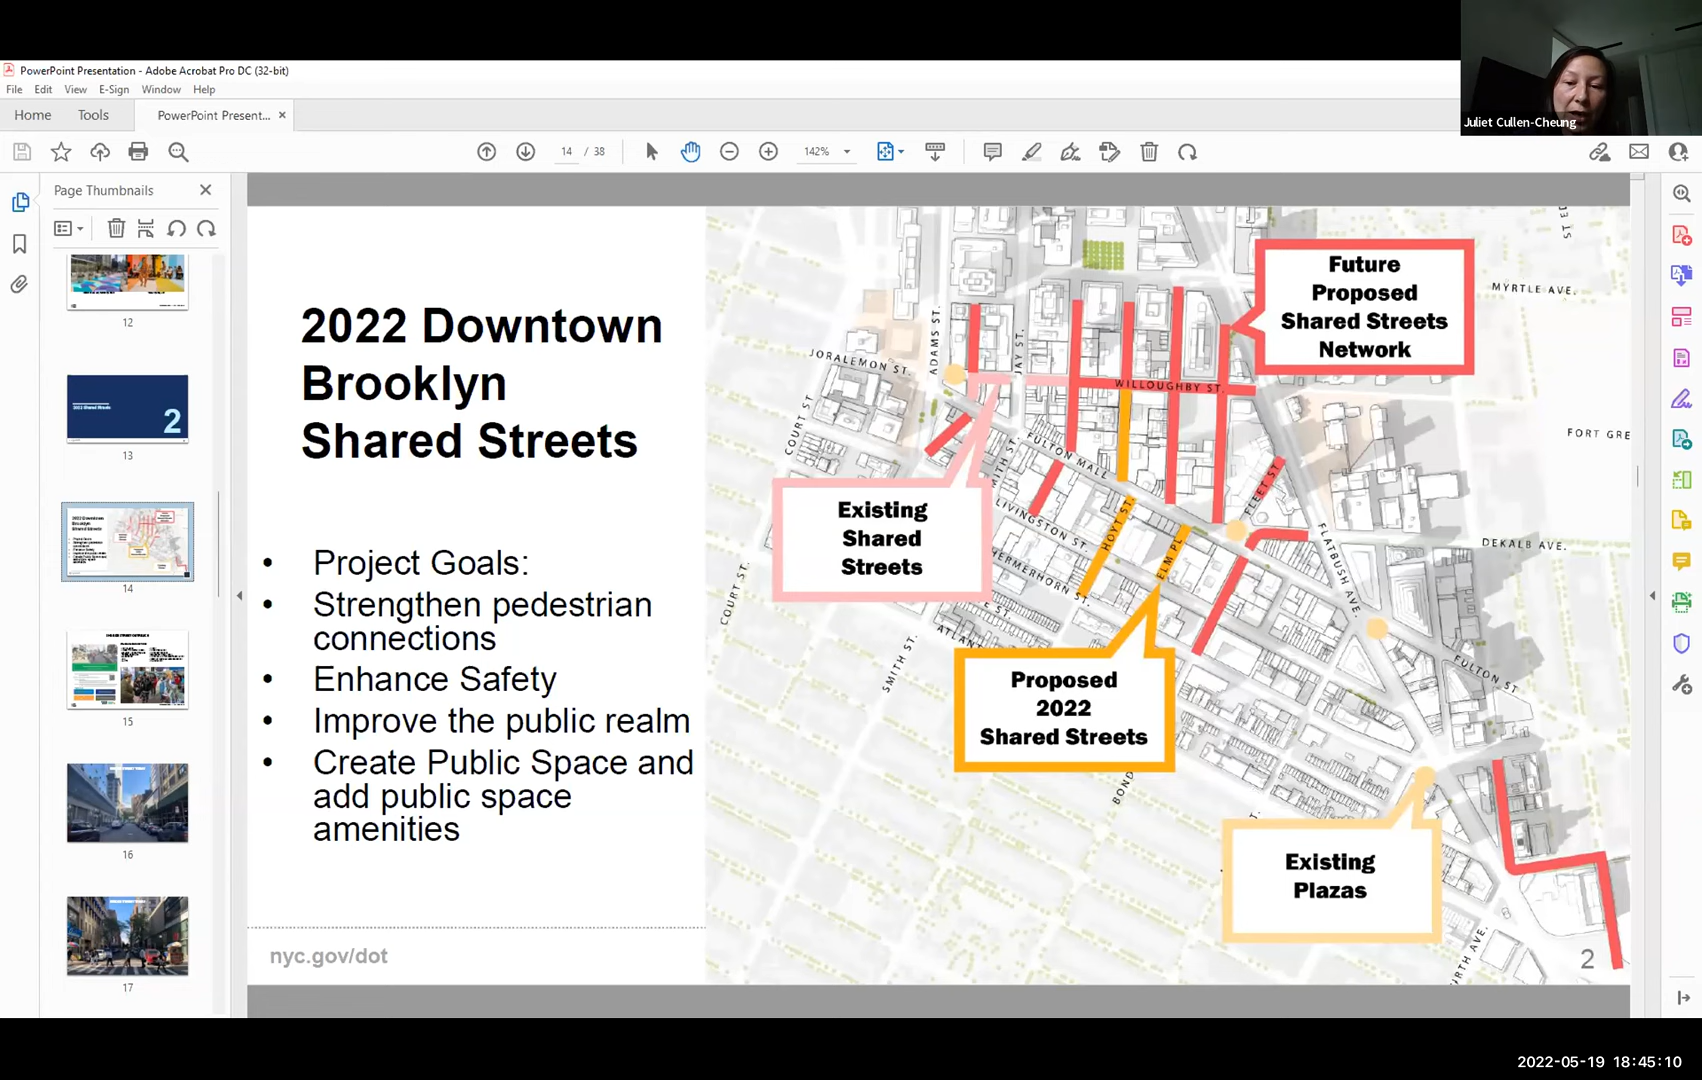 PowerPoint Presentation - Adobe Acrobat Pro DC (32-bit)
File Edit View E-Sign Window Help
Home Tools PowerPoint Present... ×
14 / 38 142%
Juliet Cullen-Cheung
Page Thumbnails
12
2022 Shared Streets
2
13
14
15
16
17
2022 Downtown
Brooklyn
Shared Streets
• Project Goals:
• Strengthen pedestrian
connections
• Enhance Safety
• Improve the public realm
• Create Public Space and
add public space
amenities
nyc.gov/dot
Future
Proposed
Shared Streets
Network
MYRTLE AVE.
JORALEMON ST.
ADAMS ST.
JAY ST.
WILLOUGHBY ST.
COURT ST
FORT GRE
FULTON MALL
Existing
Shared
Streets
LIVINGSTON ST.
HOYT ST.
ELM PL.
FLEET ST
FLATBUSH AVE.
DEKALB AVE.
HERMERHORN ST.
COURT ST.
SMITH ST.
FULTON ST
Proposed
2022
Shared Streets
BOND
Existing
Plazas
2
2022-05-19 18:45:10